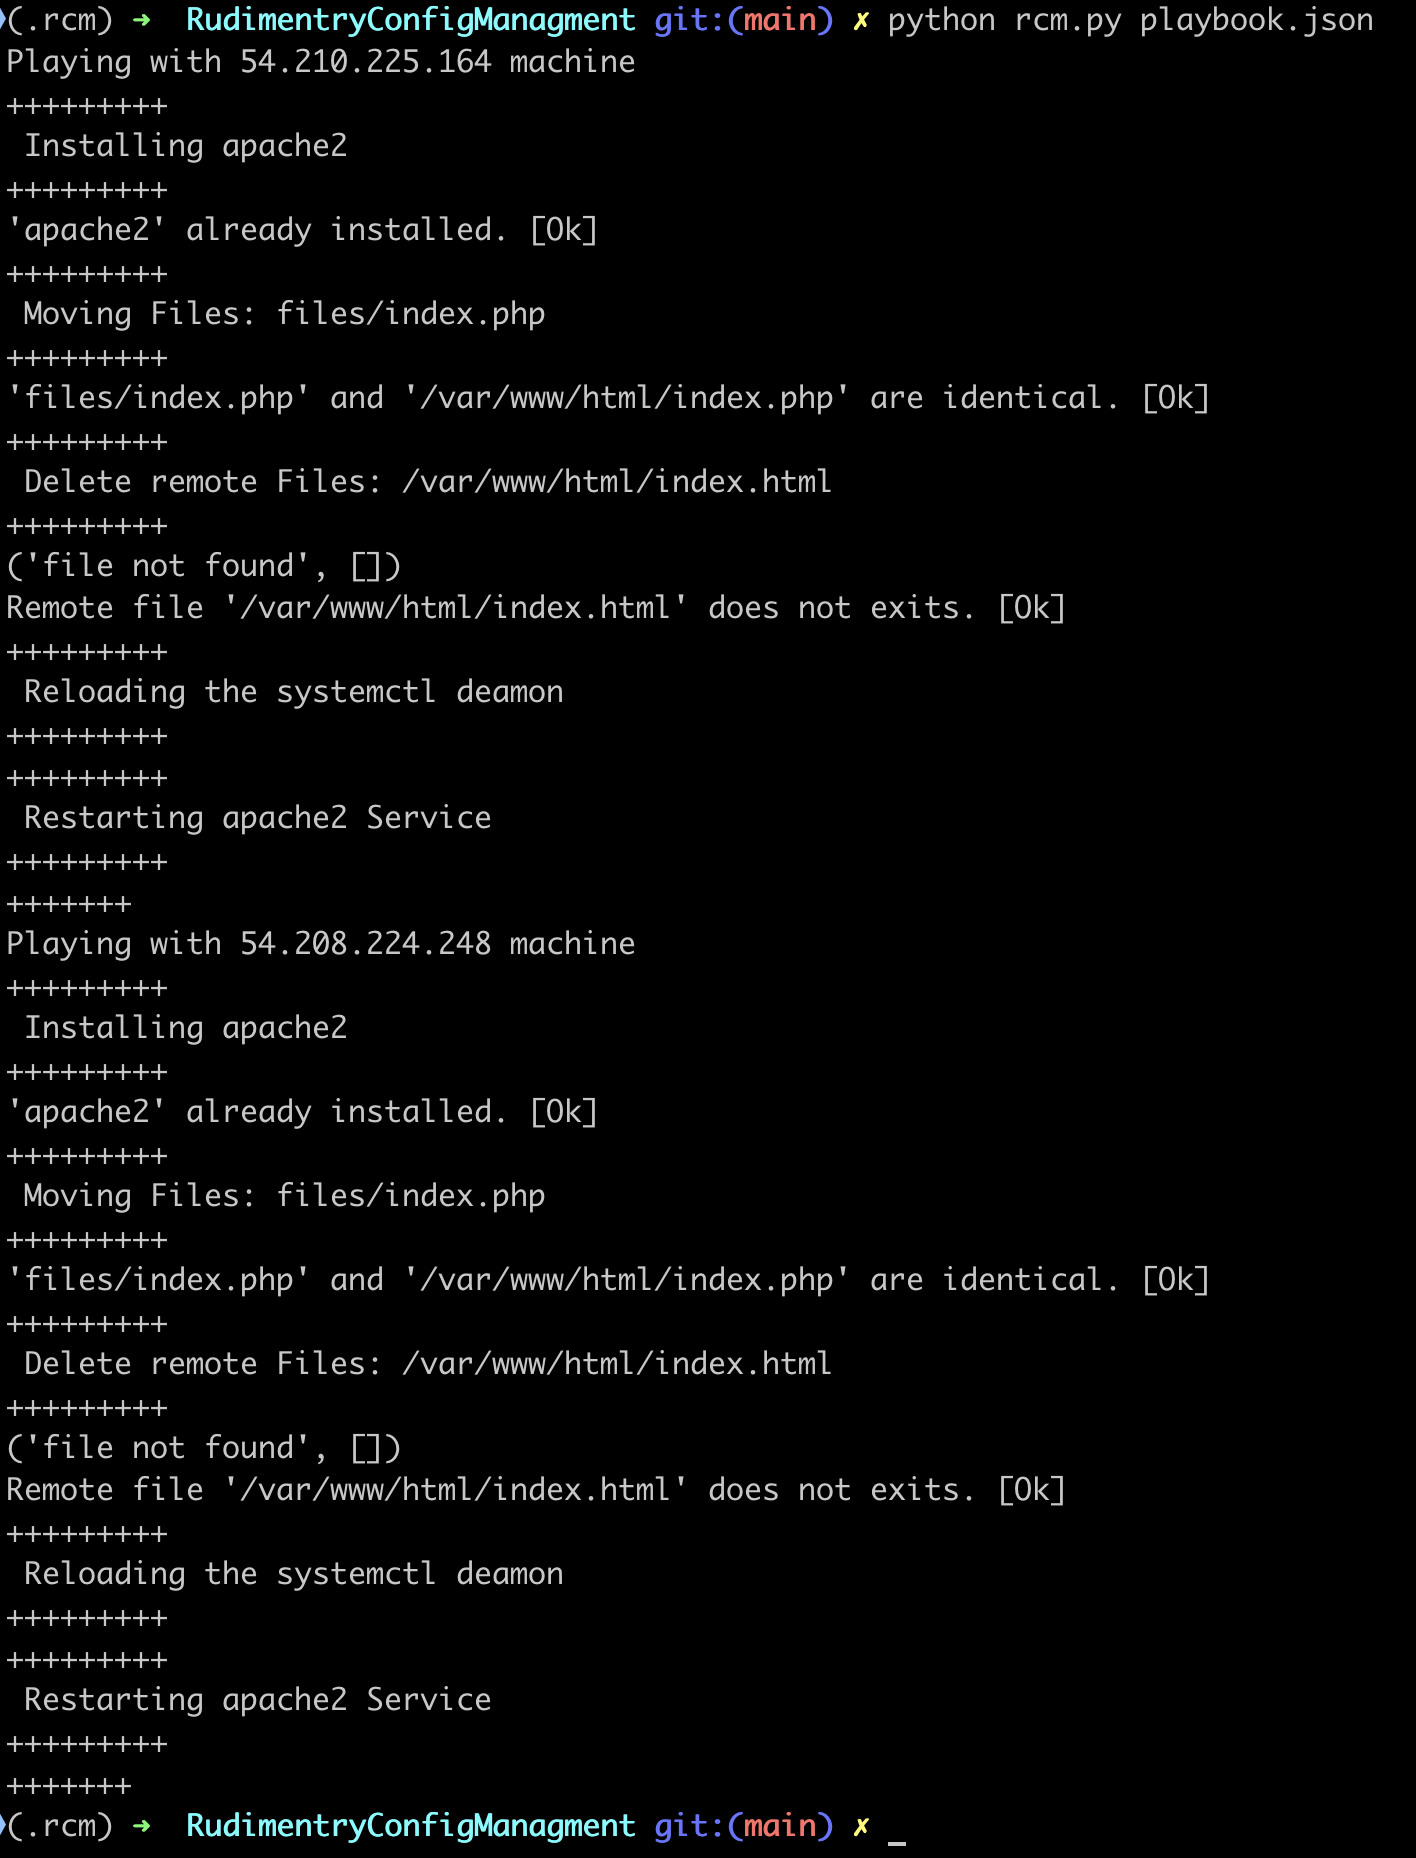 (.rcm) ➜  RudimentryConfigManagment git:(main) ✗ python rcm.py playbook.json
Playing with 54.210.225.164 machine
+++++++++
 Installing apache2
+++++++++
'apache2' already installed. [Ok]
+++++++++
 Moving Files: files/index.php
+++++++++
'files/index.php' and '/var/www/html/index.php' are identical. [Ok]
+++++++++
 Delete remote Files: /var/www/html/index.html
+++++++++
('file not found', [])
Remote file '/var/www/html/index.html' does not exits. [Ok]
+++++++++
 Reloading the systemctl deamon
+++++++++
+++++++++
 Restarting apache2 Service
+++++++++
+++++++
Playing with 54.208.224.248 machine
+++++++++
 Installing apache2
+++++++++
'apache2' already installed. [Ok]
+++++++++
 Moving Files: files/index.php
+++++++++
'files/index.php' and '/var/www/html/index.php' are identical. [Ok]
+++++++++
 Delete remote Files: /var/www/html/index.html
+++++++++
('file not found', [])
Remote file '/var/www/html/index.html' does not exits. [Ok]
+++++++++
 Reloading the systemctl deamon
+++++++++
+++++++++
 Restarting apache2 Service
+++++++++
+++++++
(.rcm) ➜  RudimentryConfigManagment git:(main) ✗ _